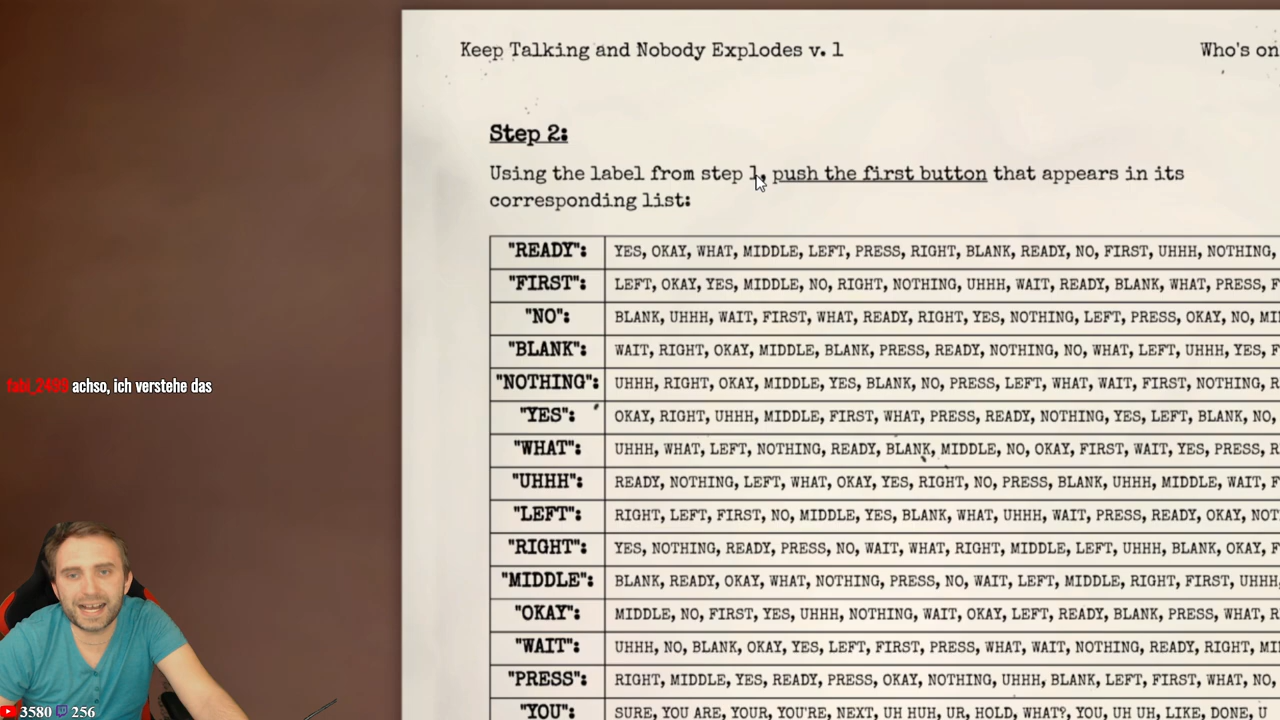 Keep Talking and Nobody Explodes v. 1
Who's on
Step 2:
Using the label from step 1, push the first button that appears in its
corresponding list:
"READY": YES, OKAY, WHAT, MIDDLE, LEFT, PRESS, RIGHT, BLANK, READY, NO, FIRST, UHHH, NOTHING,
"FIRST": LEFT, OKAY, YES, MIDDLE, NO, RIGHT, NOTHING, UHHH, WAIT, READY, BLANK, WHAT, PRESS, F
"NO": BLANK, UHHH, WAIT, FIRST, WHAT, READY, RIGHT, YES, NOTHING, LEFT, PRESS, OKAY, NO, MI
"BLANK": WAIT, RIGHT, OKAY, MIDDLE, BLANK, PRESS, READY, NOTHING, NO, WHAT, LEFT, UHHH, YES, F
"NOTHING": UHHH, RIGHT, OKAY, MIDDLE, YES, BLANK, NO, PRESS, LEFT, WHAT, WAIT, FIRST, NOTHING, R
"YES": OKAY, RIGHT, UHHH, MIDDLE, FIRST, WHAT, PRESS, READY, NOTHING, YES, LEFT, BLANK, NO,
"WHAT": UHHH, WHAT, LEFT, NOTHING, READY, BLANK, MIDDLE, NO, OKAY, FIRST, WAIT, YES, PRESS, R
"UHHH": READY, NOTHING, LEFT, WHAT, OKAY, YES, RIGHT, NO, PRESS, BLANK, UHHH, MIDDLE, WAIT, F
"LEFT": RIGHT, LEFT, FIRST, NO, MIDDLE, YES, BLANK, WHAT, UHHH, WAIT, PRESS, READY, OKAY, NOT
"RIGHT": YES, NOTHING, READY, PRESS, NO, WAIT, WHAT, RIGHT, MIDDLE, LEFT, UHHH, BLANK, OKAY, F
"MIDDLE": BLANK, READY, OKAY, WHAT, NOTHING, PRESS, NO, WAIT, LEFT, MIDDLE, RIGHT, FIRST, UHHH,
"OKAY": MIDDLE, NO, FIRST, YES, UHHH, NOTHING, WAIT, OKAY, LEFT, READY, BLANK, PRESS, WHAT, R
"WAIT": UHHH, NO, BLANK, OKAY, YES, LEFT, FIRST, PRESS, WHAT, WAIT, NOTHING, READY, RIGHT, MI
"PRESS": RIGHT, MIDDLE, YES, READY, PRESS, OKAY, NOTHING, UHHH, BLANK, LEFT, FIRST, WHAT, NO,
"YOU": SURE, YOU ARE, YOUR, YOU'RE, NEXT, UH HUH, UR, HOLD, WHAT?, YOU, UH UH, LIKE, DONE, U
fabi_2499 achso, ich verstehe das
3580 256